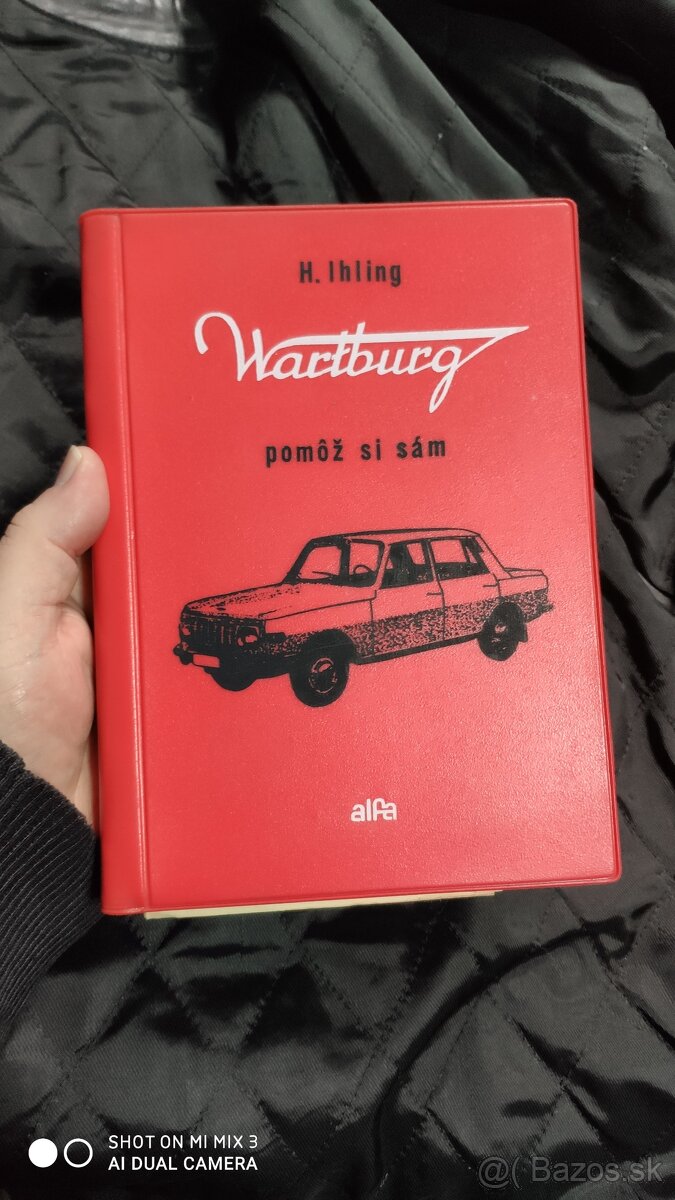 H. Ihling
Wartburg
pomôž si sám
alfa
SHOT ON MI MIX 3
AI DUAL CAMERA
@( Bazos.sk